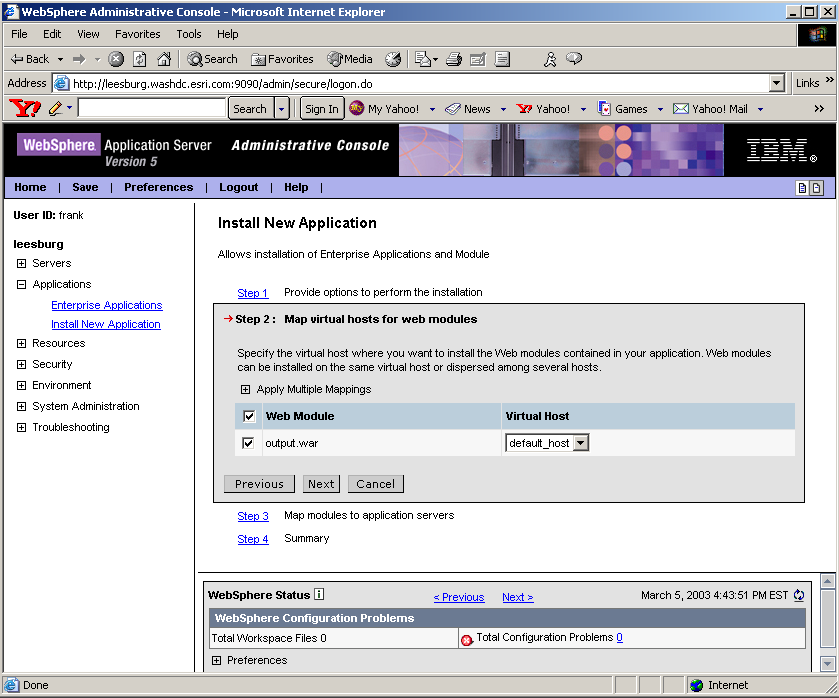 WebSphere Administrative Console - Microsoft Internet Explorer
File Edit View Favorites Tools Help
Back Search Favorites Media
Address http://leesburg.washdc.esri.com:9090/admin/secure/logon.do Links »
Y! Search Sign In My Yahoo! News Yahoo! Games Yahoo! Mail »
WebSphere Application Server Administrative Console IBM
Version 5
Home | Save | Preferences | Logout | Help |
User ID: frank
leesburg
Servers
Applications
Enterprise Applications
Install New Application
Resources
Security
Environment
System Administration
Troubleshooting
Install New Application
Allows installation of Enterprise Applications and Module
Step 1 Provide options to perform the installation
Step 2 : Map virtual hosts for web modules
Specify the virtual host where you want to install the Web modules contained in your application. Web modules
can be installed on the same virtual host or dispersed among several hosts.
Apply Multiple Mappings
Web Module Virtual Host
output.war default_host
Previous Next Cancel
Step 3 Map modules to application servers
Step 4 Summary
WebSphere Status i < Previous Next > March 5, 2003 4:43:51 PM EST
WebSphere Configuration Problems
Total Workspace Files 0 Total Configuration Problems 0
Preferences
Done Internet